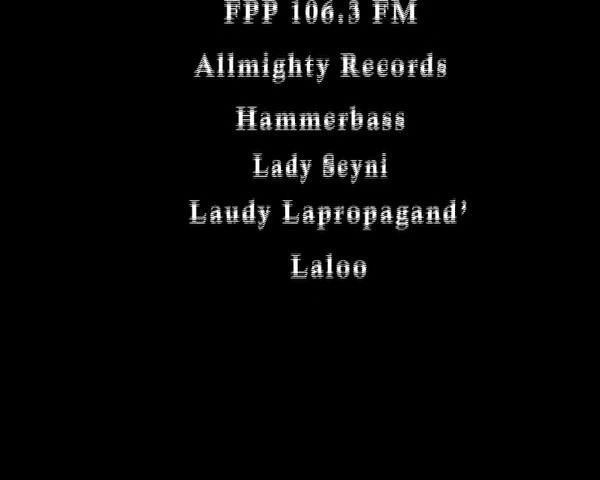 FPP 106.3 FM
Allmighty Records
Hammerbass
Lady Seyni
Laudy Lapropagand'
Laloo